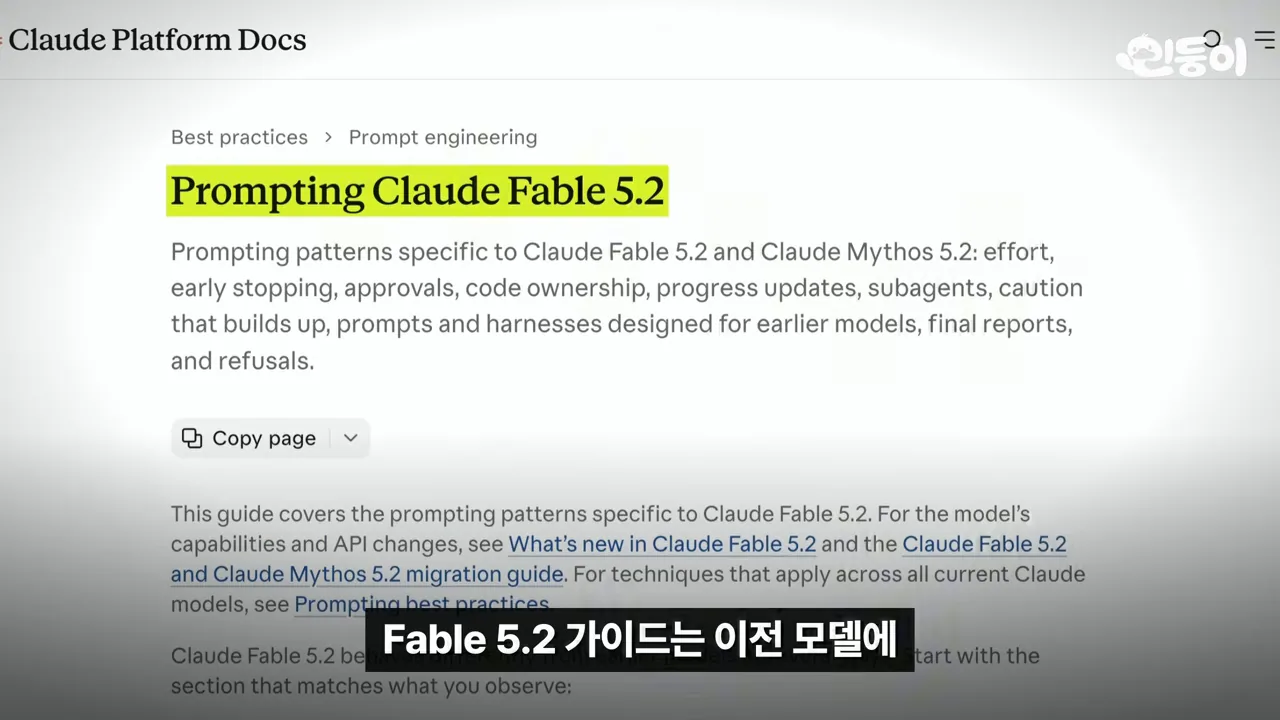 Claude Platform Docs
인둥이
Best practices > Prompt engineering
Prompting Claude Fable 5.2
Prompting patterns specific to Claude Fable 5.2 and Claude Mythos 5.2: effort,
early stopping, approvals, code ownership, progress updates, subagents, caution
that builds up, prompts and harnesses designed for earlier models, final reports,
and refusals.
Copy page
This guide covers the prompting patterns specific to Claude Fable 5.2. For the model's
capabilities and API changes, see What's new in Claude Fable 5.2 and the Claude Fable 5.2
and Claude Mythos 5.2 migration guide. For techniques that apply across all current Claude
models, see Prompting best practices.
Fable 5.2 가이드는 이전 모델에
Claude Fable 5.2 start with the
section that matches what you observe: